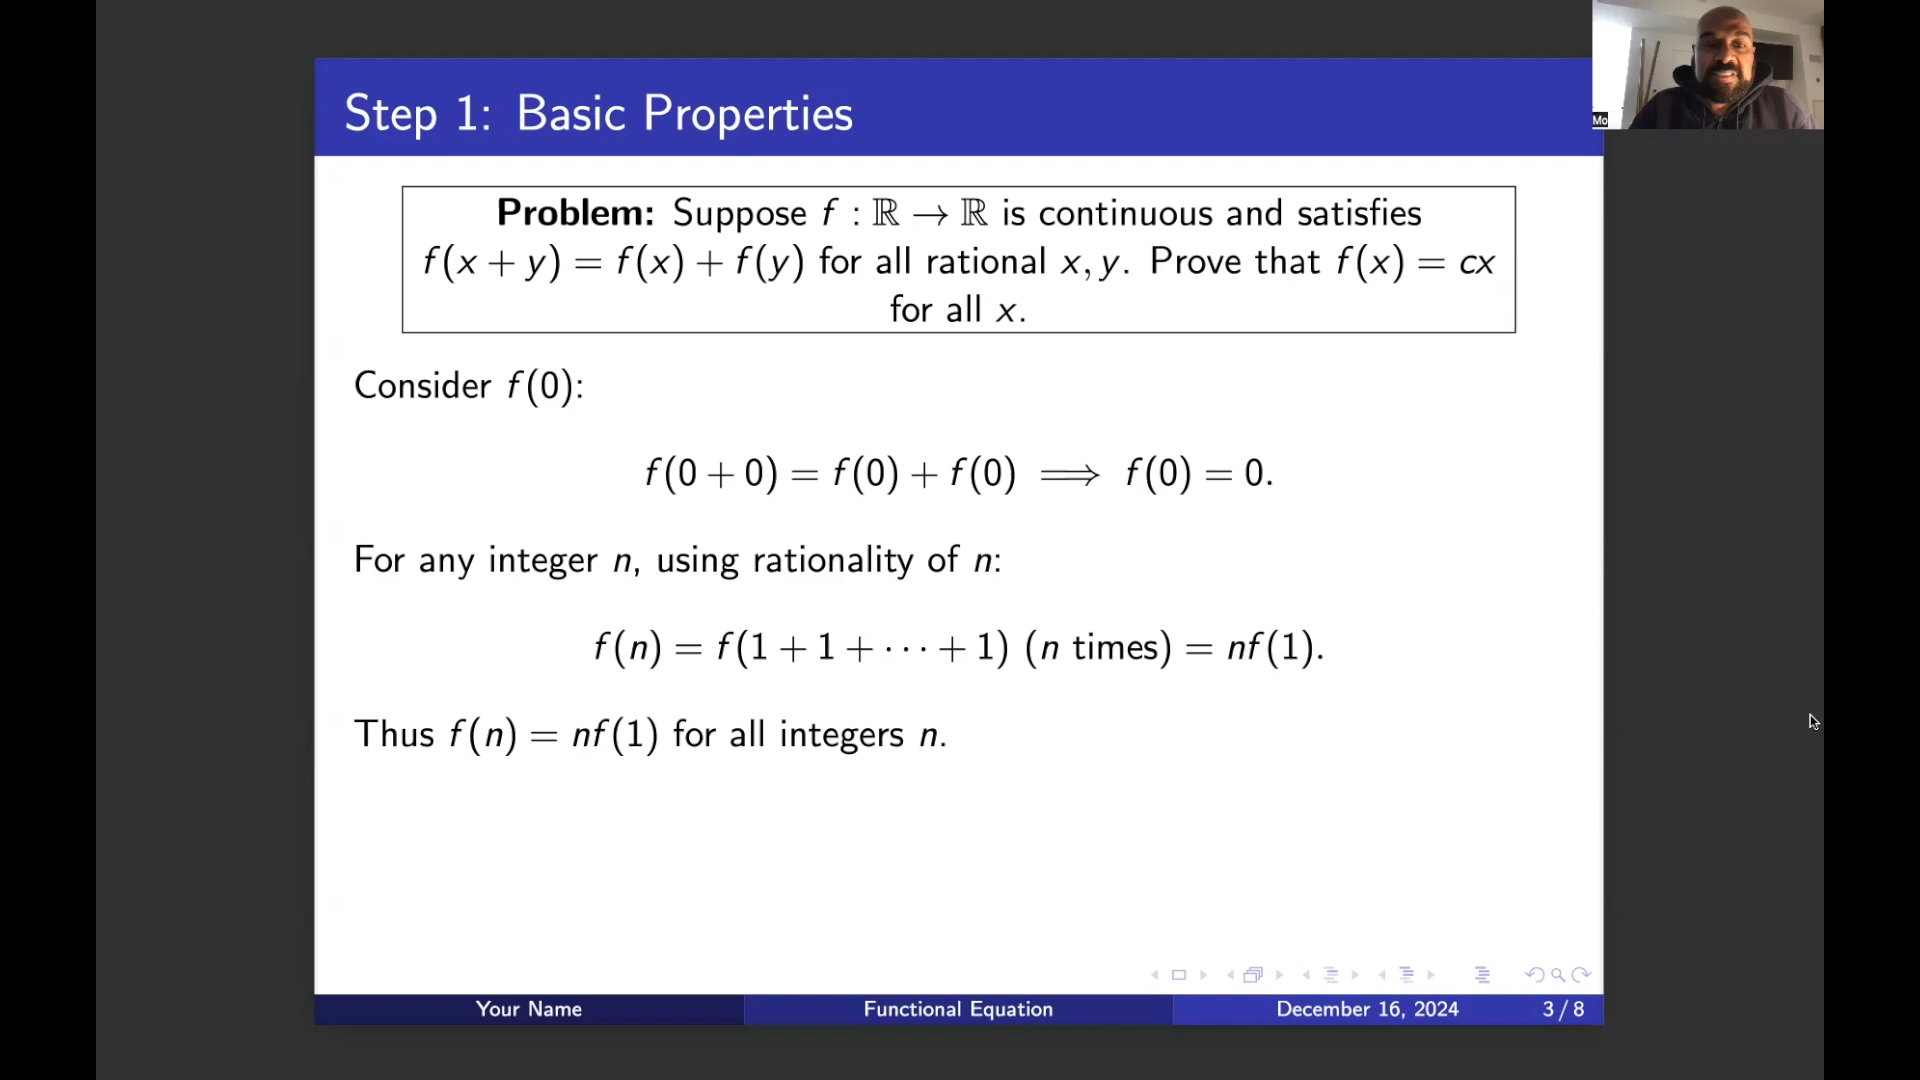 Step 1: Basic Properties
Mo
Problem: Suppose f : ℝ → ℝ is continuous and satisfies
f(x + y) = f(x) + f(y) for all rational x, y. Prove that f(x) = cx
for all x.
Consider f(0):
f(0 + 0) = f(0) + f(0) ⟹ f(0) = 0.
For any integer n, using rationality of n:
f(n) = f(1 + 1 + ··· + 1) (n times) = nf(1).
Thus f(n) = nf(1) for all integers n.
Your Name Functional Equation December 16, 2024 3 / 8